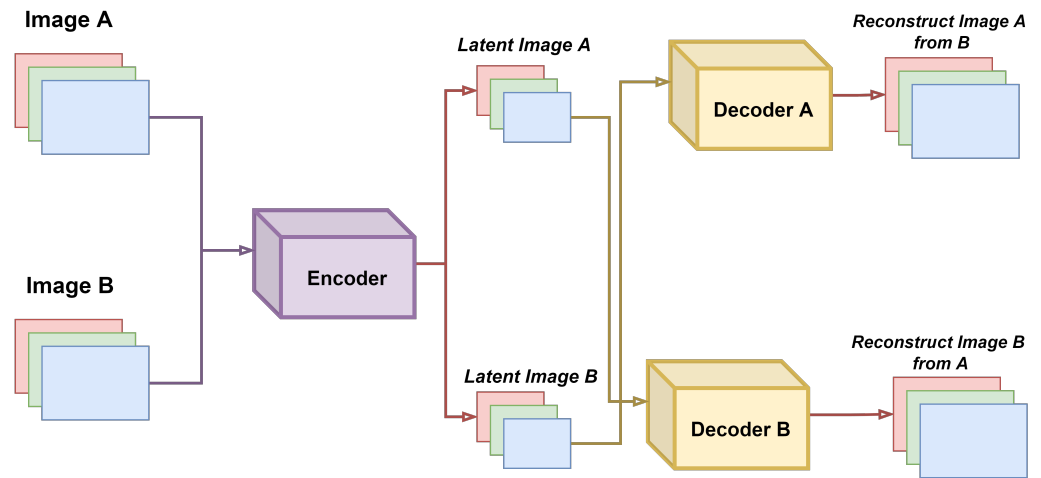 Image A
Image B
Encoder
Latent Image A
Latent Image B
Decoder A
Decoder B
Reconstruct Image A
from B
Reconstruct Image B
from A